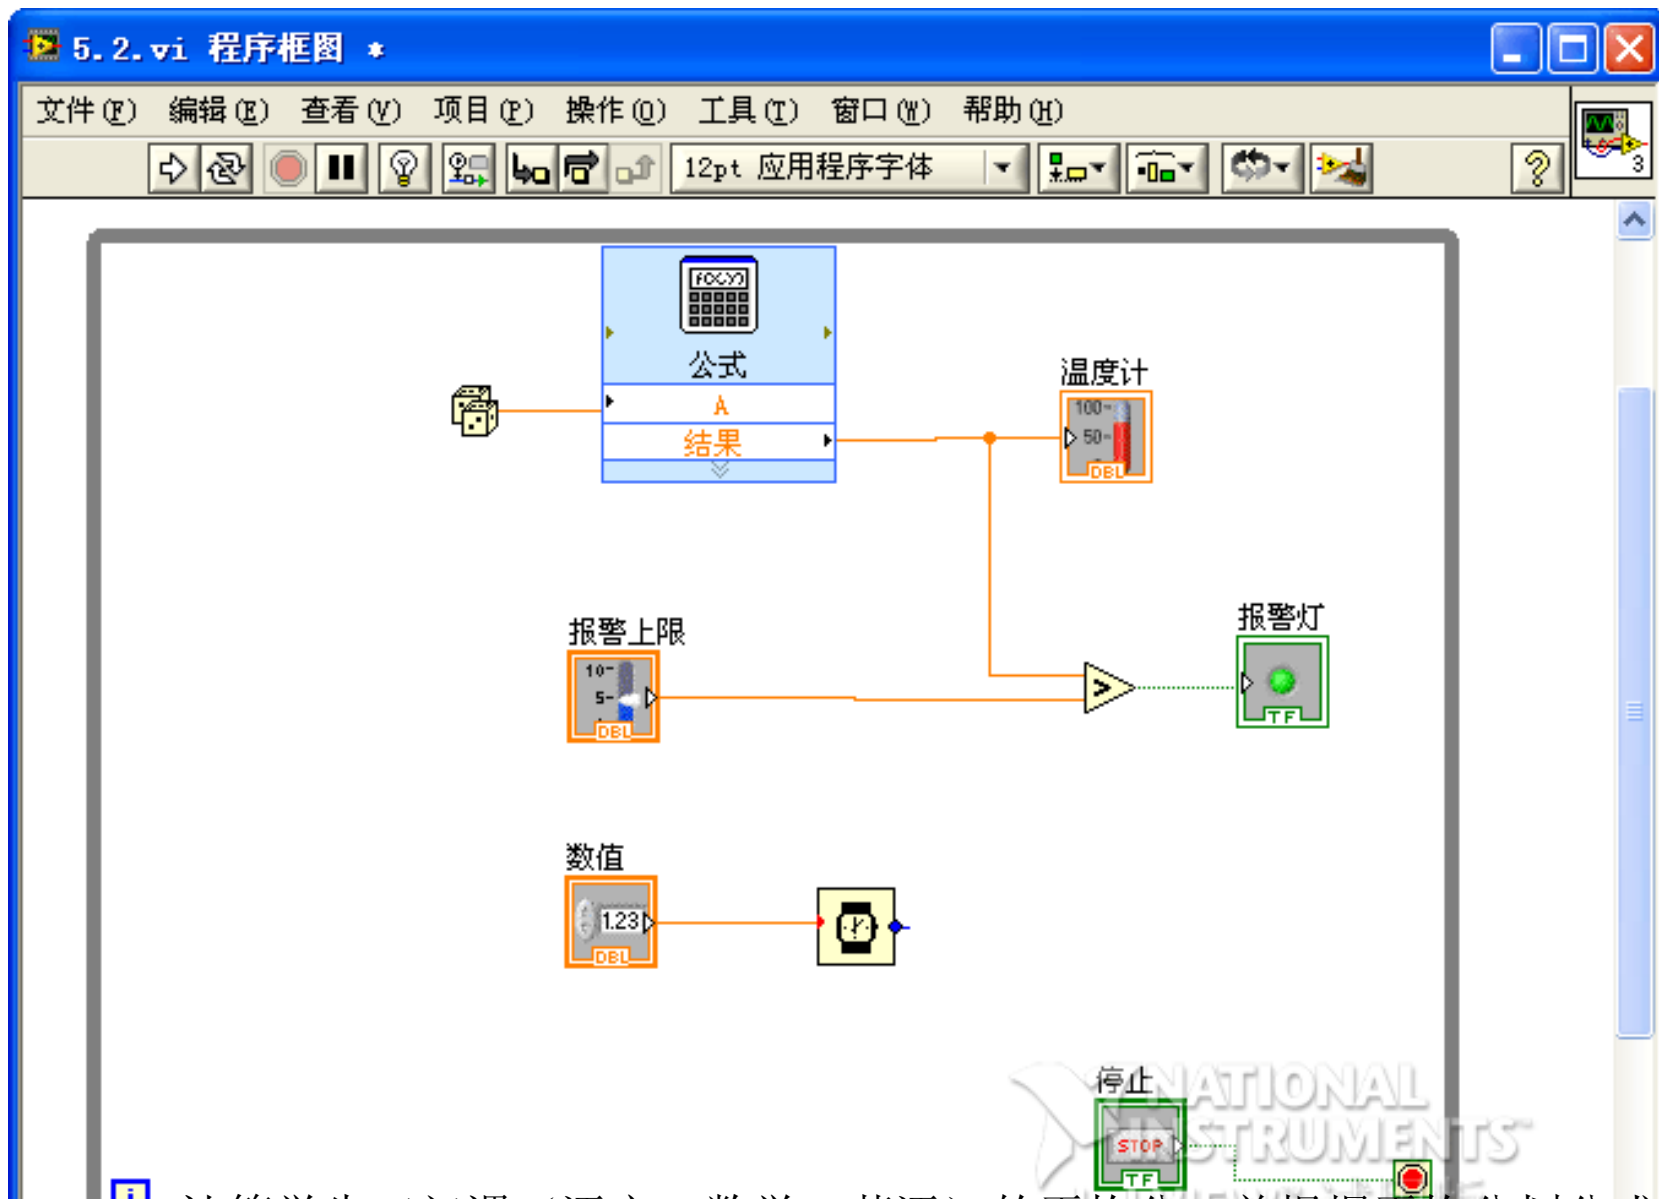 5.2.vi 程序框图 *
文件(F) 编辑(E) 查看(V) 项目(P) 操作(O) 工具(T) 窗口(W) 帮助(H)
12pt 应用程序字体
3
f(x,y)
公式
A
结果
温度计
100
50
DBL
报警上限
10
5
DBL
>
报警灯
TF
数值
1.23
DBL
停止
STOP
TF
NATIONAL
INSTRUMENTS™
i